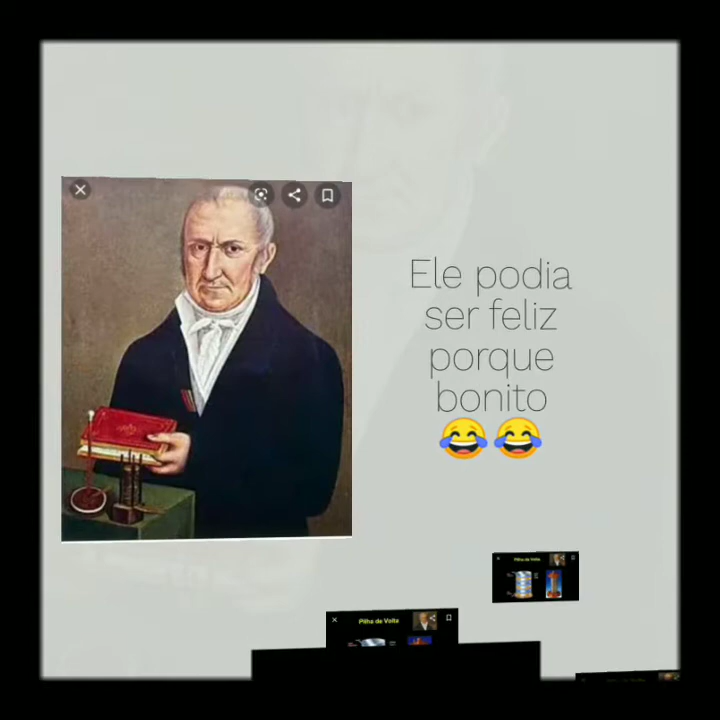 Ele podia
ser feliz
porque
bonito
😂😂
Pilha de Volta
Pilha de Volta